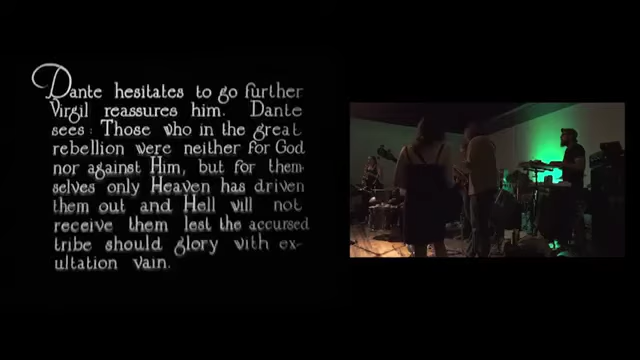 Dante hesitates to go further
Virgil reassures him. Dante
sees: Those who in the great
rebellion were neither for God
nor against Him, but for them-
selves only Heaven has driven
them out and Hell will not
receive them lest the accursed
tribe should glory with ex-
ultation vain.